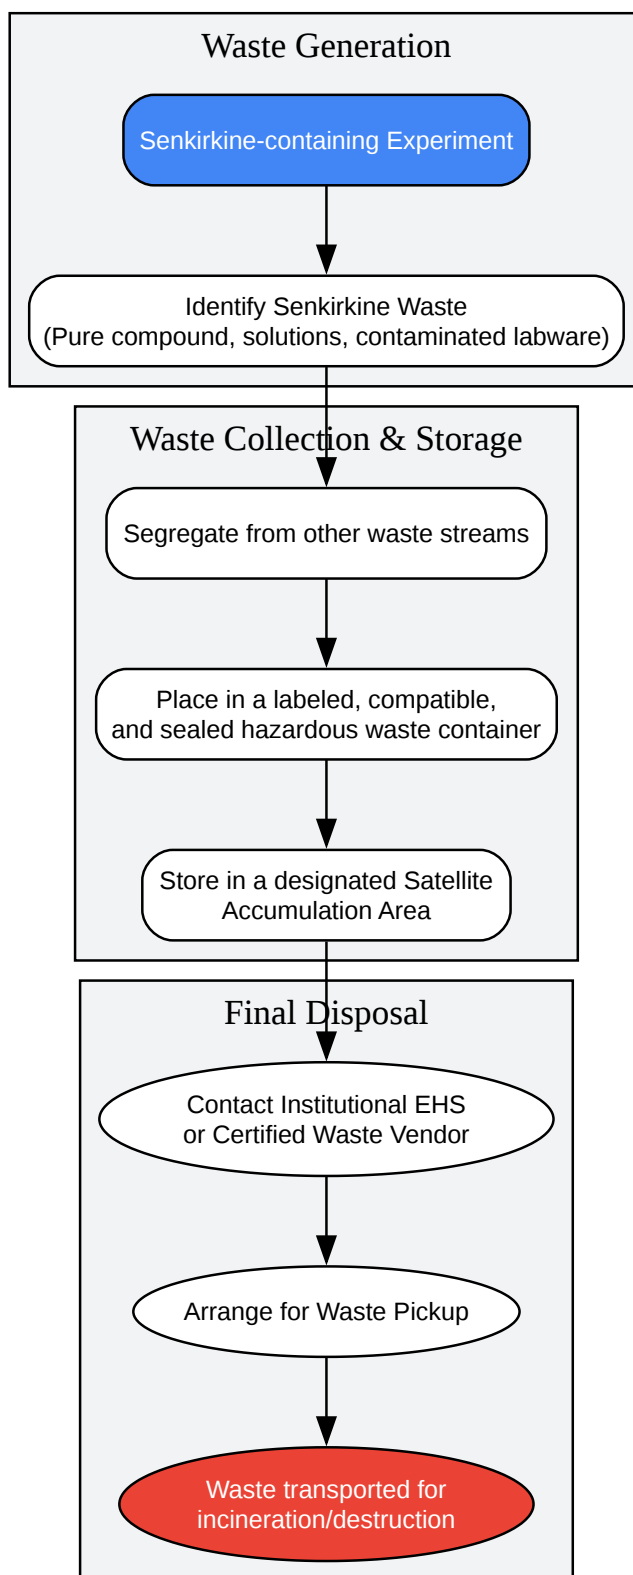 Waste Generation
Senkirkine-containing Experiment
Identify Senkirkine Waste
(Pure compound, solutions, contaminated labware)
Waste Collection & Storage
Segregate from other waste streams
Place in a labeled, compatible,
and sealed hazardous waste container
Store in a designated Satellite
Accumulation Area
Final Disposal
Contact Institutional EHS
or Certified Waste Vendor
Arrange for Waste Pickup
Waste transported for
incineration/destruction